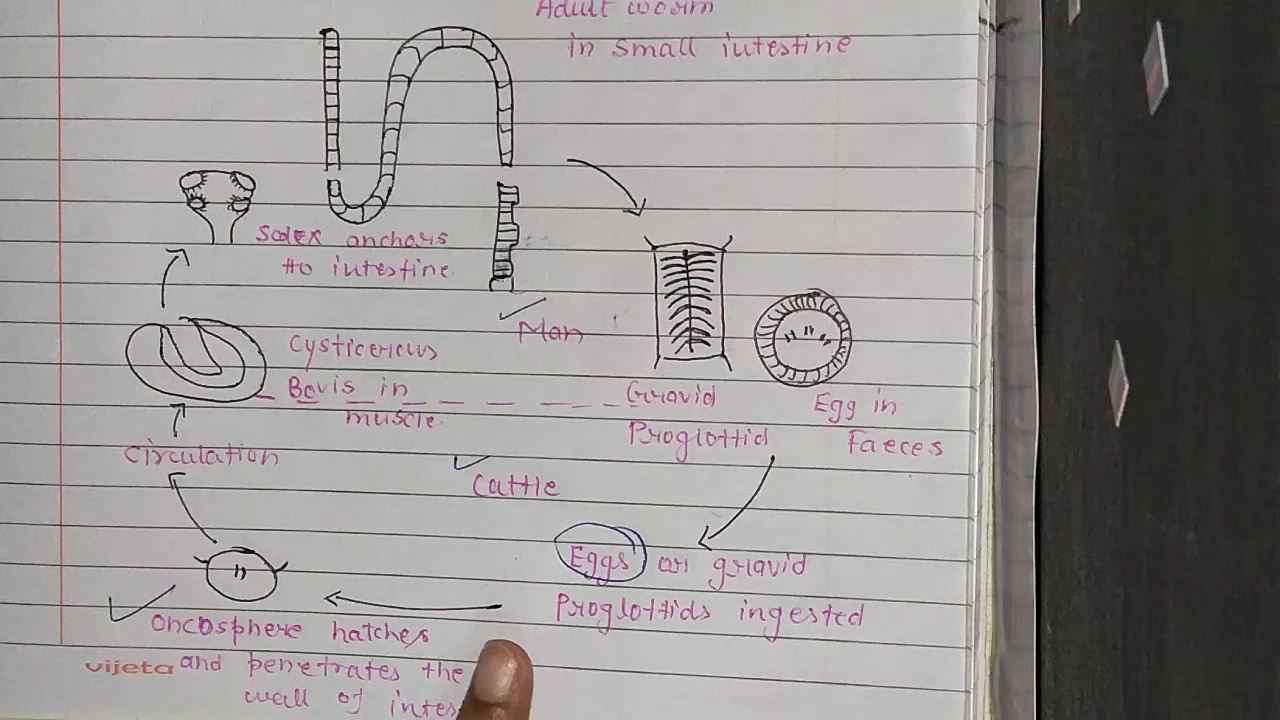 Adult worm
in small intestine
Scolex anchors
to intestine
Man
Cysticercus
Bovis in
muscle
Gravid
Proglottid
Egg in
Faeces
Circulation
Cattle
Eggs or gravid
Proglottids ingested
Oncosphere hatches
and penetrates the
wall of intes
vijeta